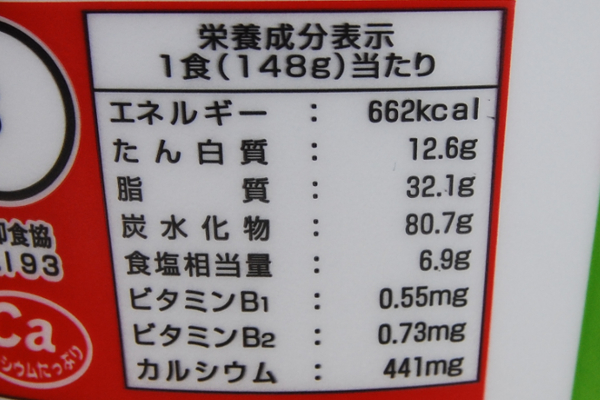 栄養成分表示
1食(148g)当たり
エネルギー : 662kcal
たん白質 : 12.6g
脂質 : 32.1g
炭水化物 : 80.7g
食塩相当量 : 6.9g
ビタミンB1 : 0.55mg
ビタミンB2 : 0.73mg
カルシウム : 441mg
食協
193
Ca
シウムたっぷり